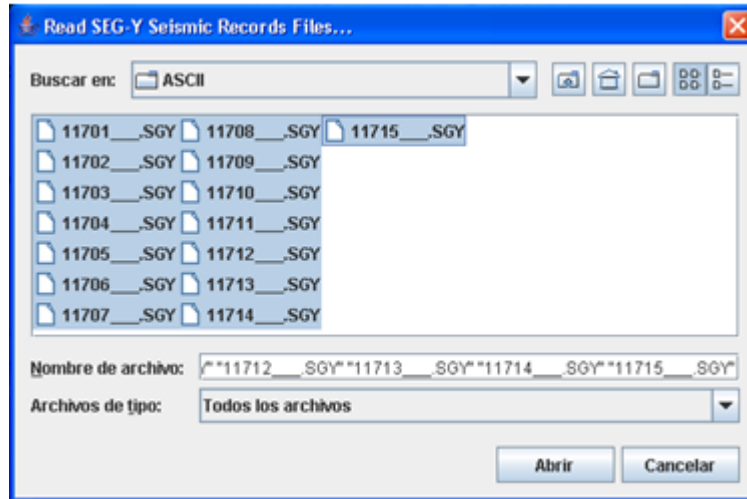 Read SEG-Y Seismic Records Files...
Buscar en: ASCII
11701___.SGY 11708___.SGY 11715___.SGY
11702___.SGY 11709___.SGY
11703___.SGY 11710___.SGY
11704___.SGY 11711___.SGY
11705___.SGY 11712___.SGY
11706___.SGY 11713___.SGY
11707___.SGY 11714___.SGY
Nombre de archivo: Y" "11712___.SGY" "11713___.SGY" "11714___.SGY" "11715___.SGY"
Archivos de tipo: Todos los archivos
Abrir Cancelar